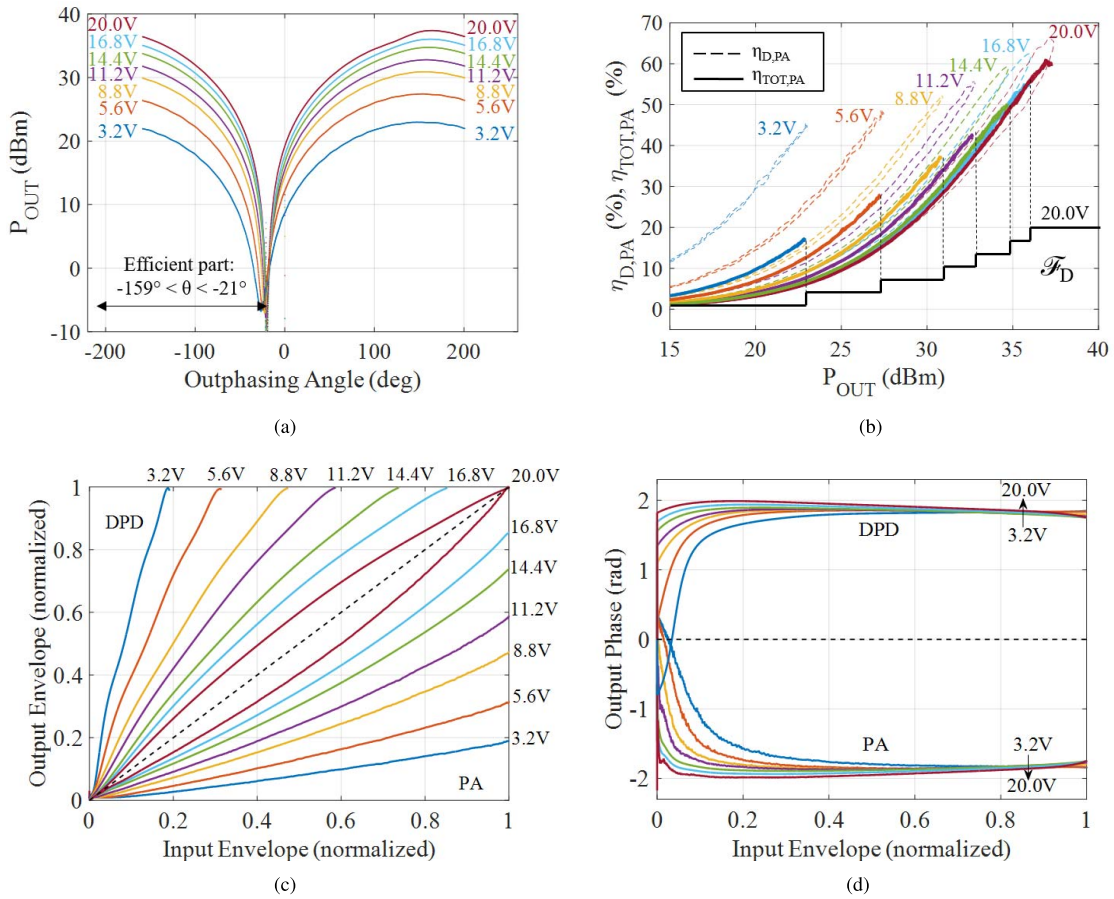 40
30
20
10
0
-10
P_OUT (dBm)
20.0V
16.8V
14.4V
11.2V
8.8V
5.6V
3.2V
20.0V
16.8V
14.4V
11.2V
8.8V
5.6V
3.2V
Efficient part:
-159° < θ < -21°
-200 -100 0 100 200
Outphasing Angle (deg)
(a)
70
60
50
40
30
20
10
0
η_D,PA (%), η_TOT,PA (%)
η_D,PA
η_TOT,PA
3.2V
5.6V
8.8V
11.2V
14.4V
16.8V
20.0V
20.0V
ℱ_D
15 20 25 30 35 40
P_OUT (dBm)
(b)
3.2V 5.6V 8.8V 11.2V 14.4V 16.8V 20.0V
1
0.8
0.6
0.4
0.2
0
Output Envelope (normalized)
DPD
16.8V
14.4V
11.2V
8.8V
5.6V
3.2V
PA
0 0.2 0.4 0.6 0.8 1
Input Envelope (normalized)
(c)
2
1
0
-1
-2
Output Phase (rad)
20.0V
DPD
3.2V
PA
3.2V
20.0V
0 0.2 0.4 0.6 0.8 1
Input Envelope (normalized)
(d)